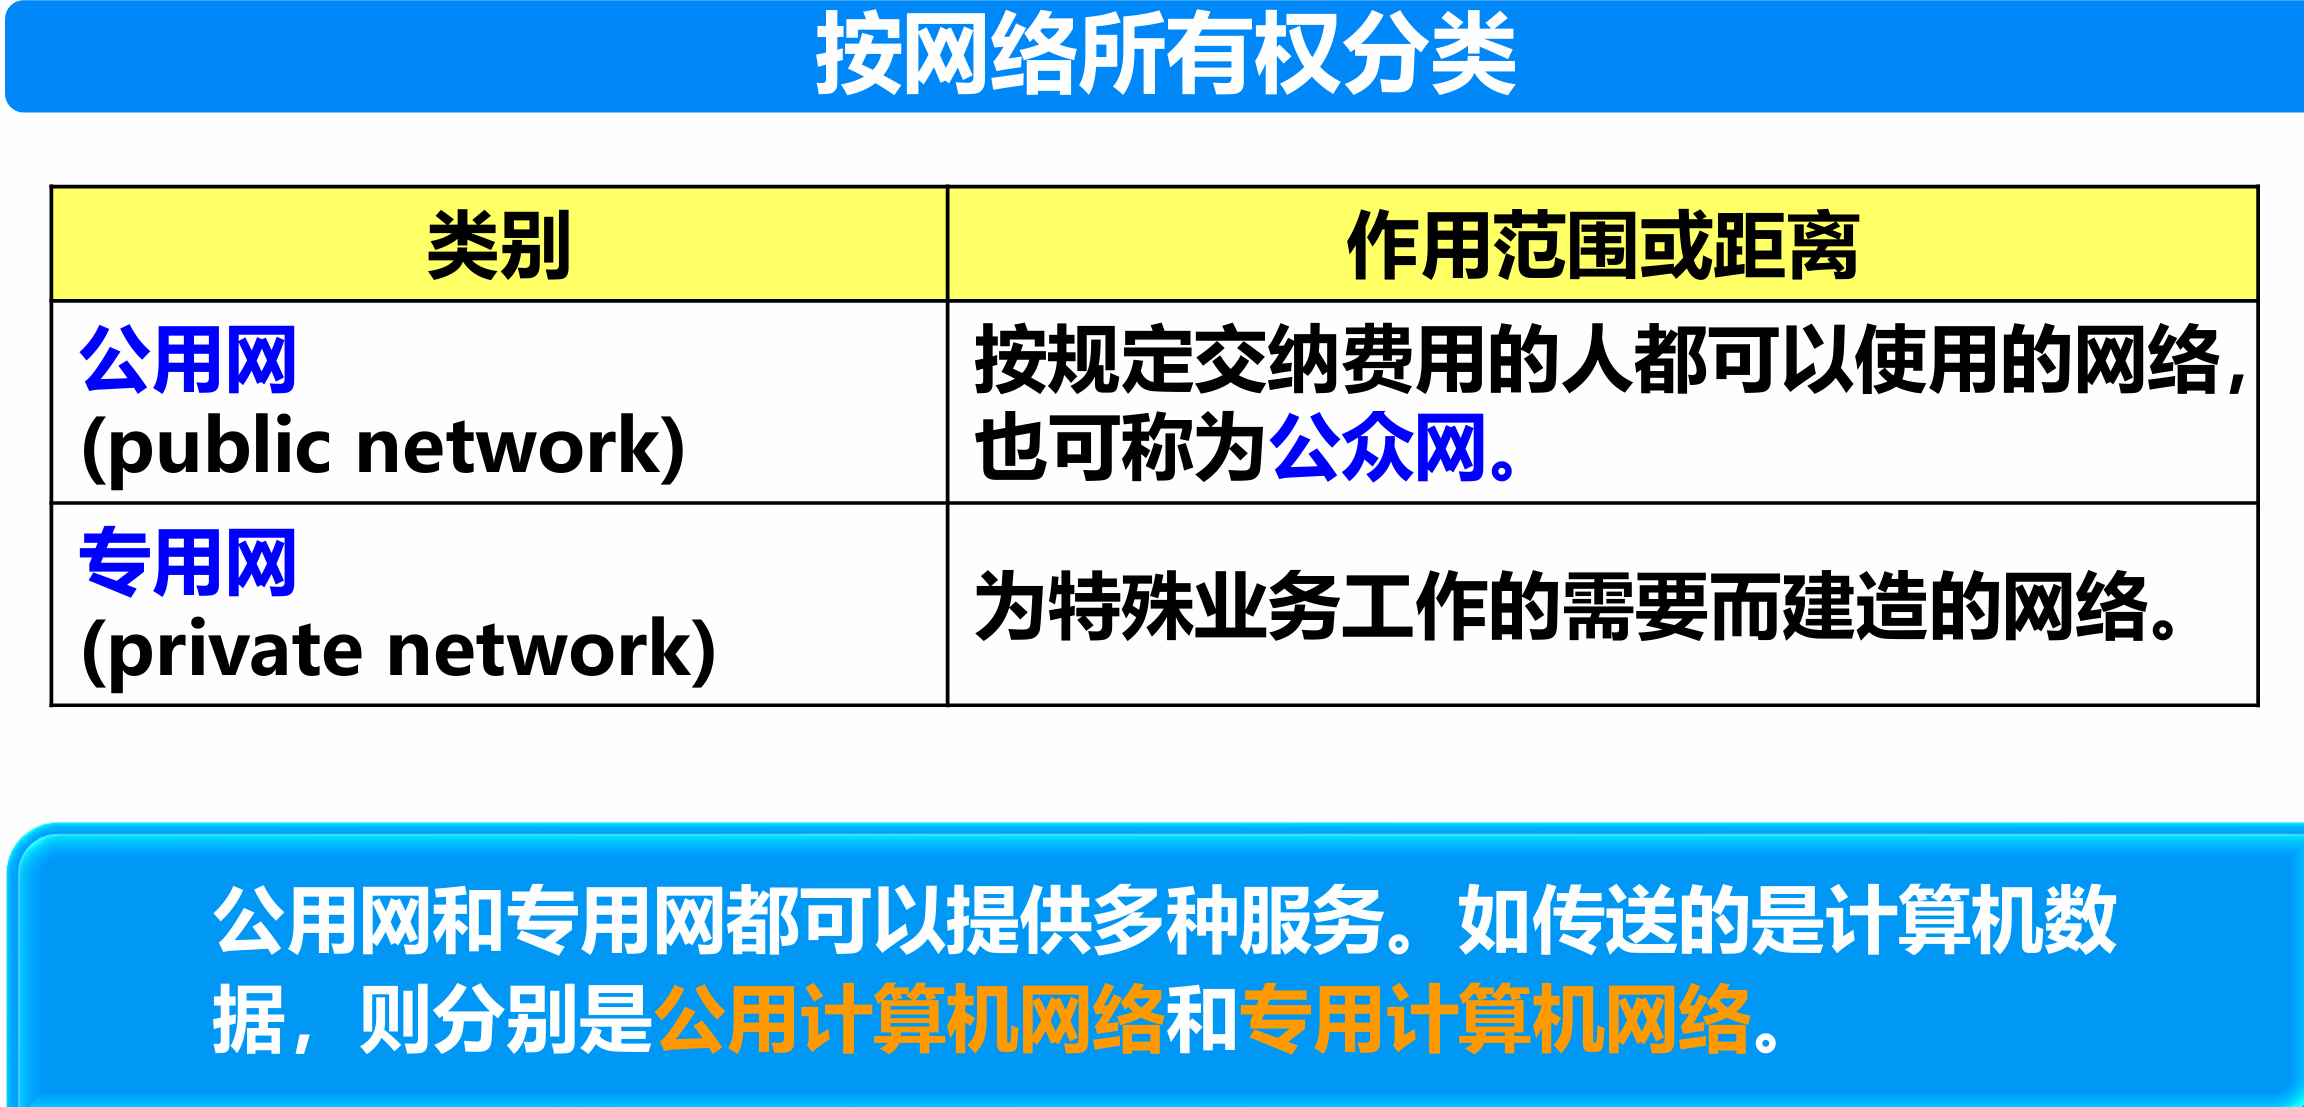 按网络所有权分类
类别
作用范围或距离
公用网
(public network)
按规定交纳费用的人都可以使用的网络，
也可称为公众网。
专用网
(private network)
为特殊业务工作的需要而建造的网络。
公用网和专用网都可以提供多种服务。如传送的是计算机数
据，则分别是公用计算机网络和专用计算机网络。